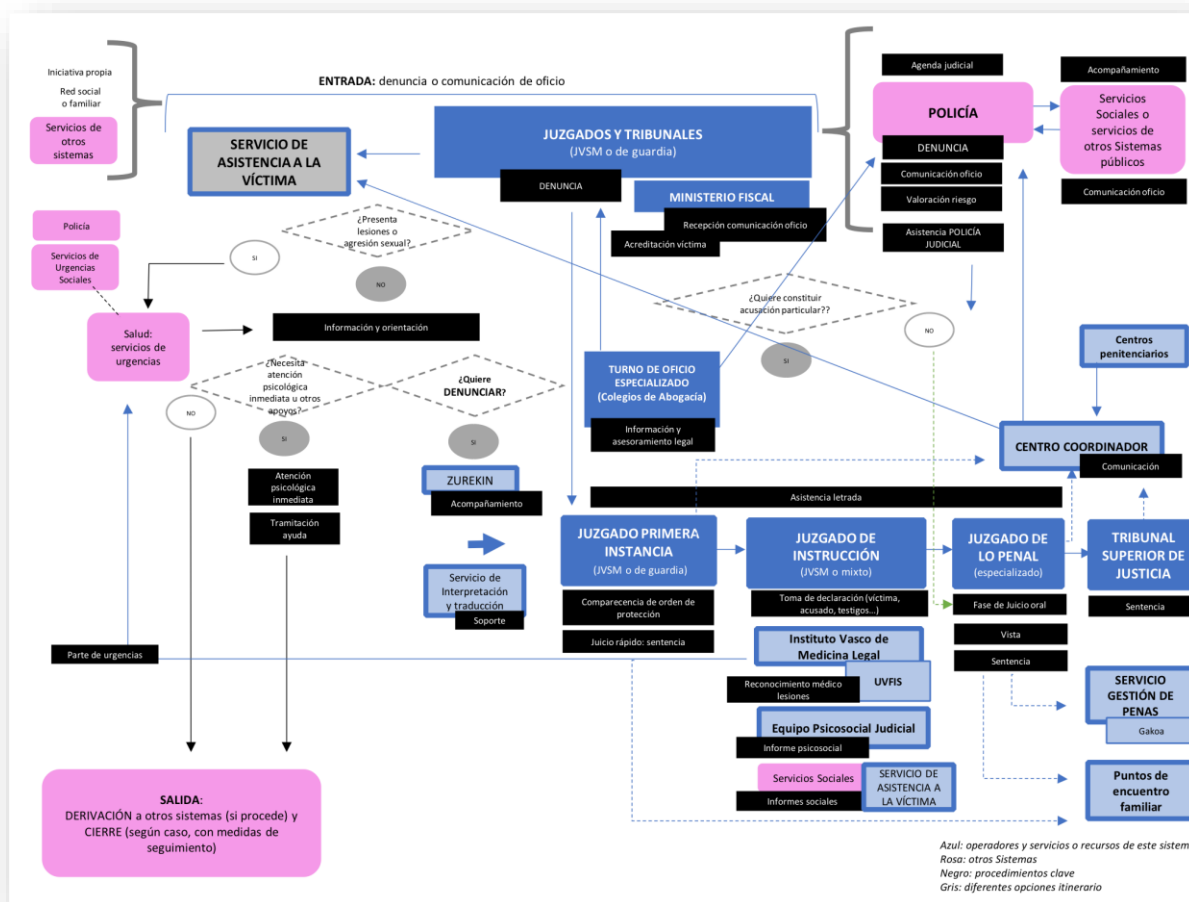 Iniciativa propia
Red social
o familiar
Servicios de
otros
sistemas
ENTRADA: denuncia o comunicación de oficio
SERVICIO DE
ASISTENCIA A LA
VÍCTIMA
JUZGADOS Y TRIBUNALES
(JVSM o de guardia)
DENUNCIA
MINISTERIO FISCAL
Recepción comunicación oficio
Acreditación víctima
Agenda judicial
POLICÍA
DENUNCIA
Comunicación oficio
Valoración riesgo
Asistencia POLICÍA
JUDICIAL
Acompañamiento
Servicios
Sociales o
servicios de
otros Sistemas
públicos
Comunicación oficio
Policía
Servicios de
Urgencias
Sociales
¿Presenta
lesiones o
agresión sexual?
SI
NO
Salud:
servicios de
urgencias
Información y orientación
¿Quiere constituir
acusación particular??
NO
SI
Centros
penitenciarios
¿Necesita
atención
psicológica
inmediata u otros
apoyos?
NO
SI
¿Quiere
DENUNCIAR?
SI
TURNO DE OFICIO
ESPECIALIZADO
(Colegios de Abogacía)
Información y
asesoramiento legal
CENTRO COORDINADOR
Comunicación
Atención
psicológica
inmediata
Tramitación
ayuda
ZUREKIN
Acompañamiento
Servicio de
Interpretación
y traducción
Soporte
Asistencia letrada
JUZGADO PRIMERA
INSTANCIA
(JVSM o de guardia)
Comparecencia de orden de
protección
Juicio rápido: sentencia
JUZGADO DE
INSTRUCCIÓN
(JVSM o mixto)
Toma de declaración (víctima,
acusado, testigos...)
JUZGADO DE
LO PENAL
(especializado)
Fase de Juicio oral
Vista
Sentencia
TRIBUNAL
SUPERIOR DE
JUSTICIA
Sentencia
Parte de urgencias
Instituto Vasco de
Medicina Legal
UVFIS
Reconocimiento médico
lesiones
Equipo Psicosocial Judicial
Informe psicosocial
Servicios Sociales
Informes sociales
SERVICIO DE
ASISTENCIA A
LA VÍCTIMA
SERVICIO
GESTIÓN DE
PENAS
Gakoa
Puntos de
encuentro
familiar
SALIDA:
DERIVACIÓN a otros sistemas (si procede) y
CIERRE (según caso, con medidas de
seguimiento)
Azul: operadores y servicios o recursos de este sistem
Rosa: otros Sistemas
Negro: procedimientos clave
Gris: diferentes opciones itinerario